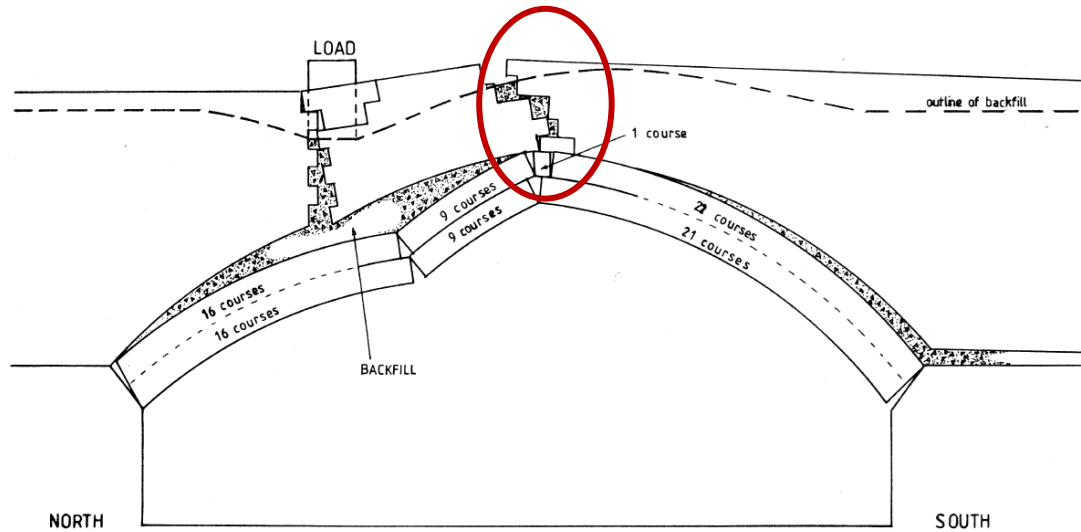 LOAD
outline of backfill
1 course
9 courses
9 courses
22 courses
21 courses
16 courses
16 courses
BACKFILL
NORTH
SOUTH